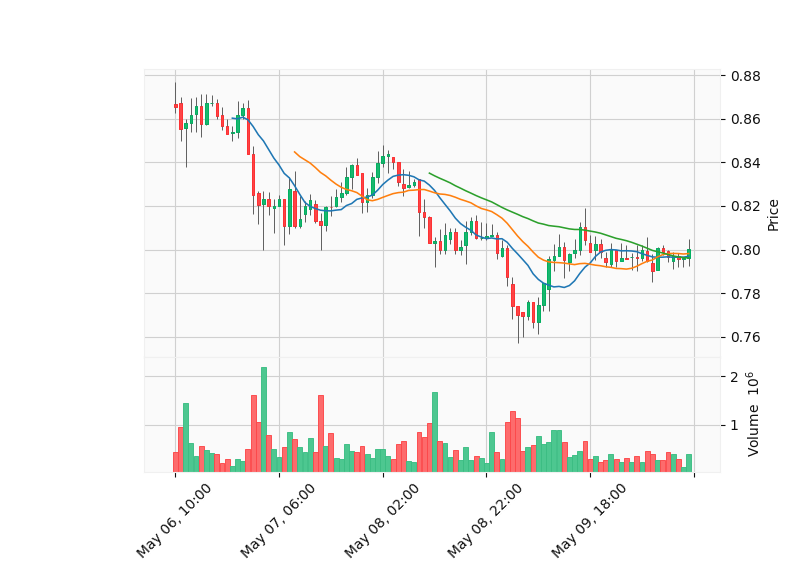 0.88
0.86
0.84
0.82
0.80
0.78
0.76
Price
2
1
Volume 10^6
May 06, 10:00
May 07, 06:00
May 08, 02:00
May 08, 22:00
May 09, 18:00